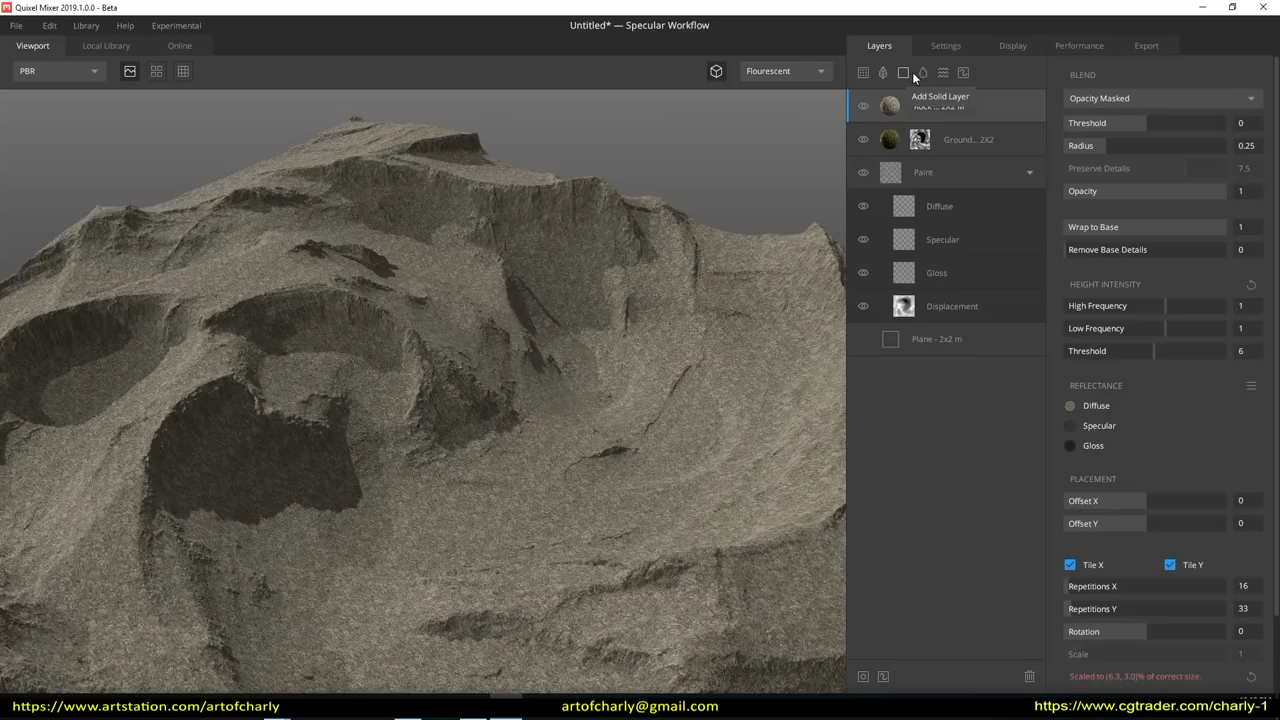 Quixel Mixer 2019.1.0.0 - Beta
File Edit Library Help Experimental
Untitled* — Specular Workflow
Viewport Local Library Online
Layers Settings Display Performance Export
PBR
Flourescent
Add Solid Layer
Ground... 2X2
Paint
Diffuse
Specular
Gloss
Displacement
Plane - 2x2 m
BLEND
Opacity Masked
Threshold 0
Radius 0.25
Preserve Details 7.5
Opacity 1
Wrap to Base 1
Remove Base Details 0
HEIGHT INTENSITY
High Frequency 1
Low Frequency 1
Threshold 6
REFLECTANCE
Diffuse
Specular
Gloss
PLACEMENT
Offset X 0
Offset Y 0
Tile X Tile Y
Repetitions X 16
Repetitions Y 33
Rotation 0
Scale 1
Scaled to (6.3, 3.0)% of correct size.
https://www.artstation.com/artofcharly artofcharly@gmail.com https://www.cgtrader.com/charly-1